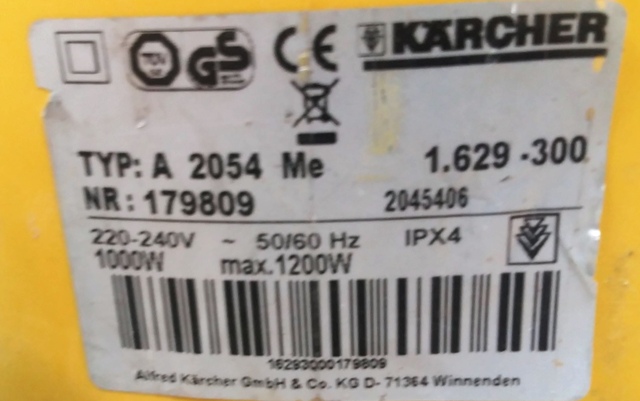 TÜV GS CE KÄRCHER
TYP: A 2054 Me 1.629 -300
NR: 179809 2045406
220-240V ~ 50/60 Hz IPX4
1000W max.1200W
16293000179809
Alfred Kärcher GmbH & Co. KG D- 71364 Winnenden